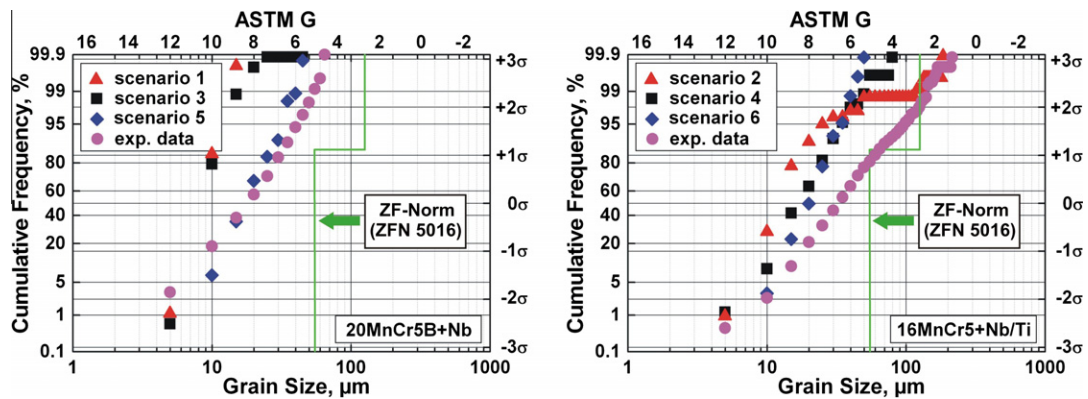 ASTM G
16 14 12 10 8 6 4 2 0 -2
99.9
99
95
80
60
40
20
5
1
0.1
Cumulative Frequency, %
scenario 1
scenario 3
scenario 5
exp. data
+3σ
+2σ
+1σ
0σ
-1σ
-2σ
-3σ
ZF-Norm
(ZFN 5016)
20MnCr5B+Nb
1 10 100 1000
Grain Size, µm
ASTM G
16 14 12 10 8 6 4 2 0 -2
99.9
99
95
80
60
40
20
5
1
0.1
Cumulative Frequency, %
scenario 2
scenario 4
scenario 6
exp. data
+3σ
+2σ
+1σ
0σ
-1σ
-2σ
-3σ
ZF-Norm
(ZFN 5016)
16MnCr5+Nb/Ti
1 10 100 1000
Grain Size, µm